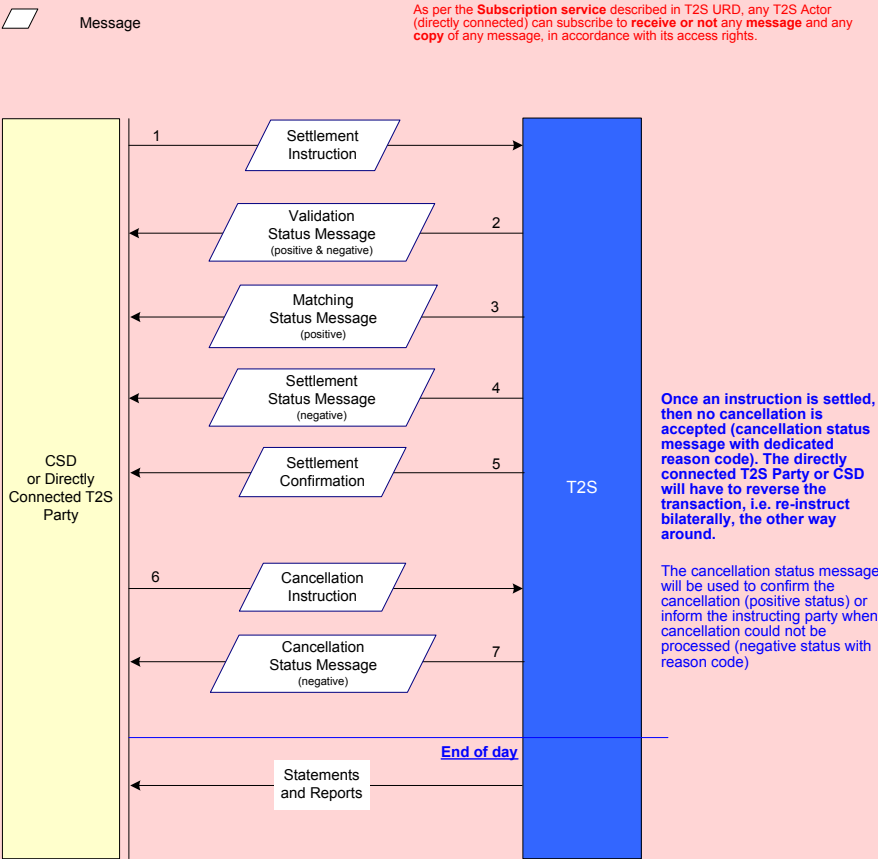 Message
As per the Subscription service described in T2S URD, any T2S Actor
(directly connected) can subscribe to receive or not any message and any
copy of any message, in accordance with its access rights.
1
Settlement
Instruction
Validation
Status Message
(positive & negative)
2
Matching
Status Message
(positive)
3
Settlement
Status Message
(negative)
4
Settlement
Confirmation
5
CSD
or Directly
Connected T2S
Party
T2S
6
Cancellation
Instruction
Cancellation
Status Message
(negative)
7
Once an instruction is settled,
then no cancellation is
accepted (cancellation status
message with dedicated
reason code). The directly
connected T2S Party or CSD
will have to reverse the
transaction, i.e. re-instruct
bilaterally, the other way
around.
The cancellation status message
will be used to confirm the
cancellation (positive status) or
inform the instructing party when
cancellation could not be
processed (negative status with
reason code)
End of day
Statements
and Reports